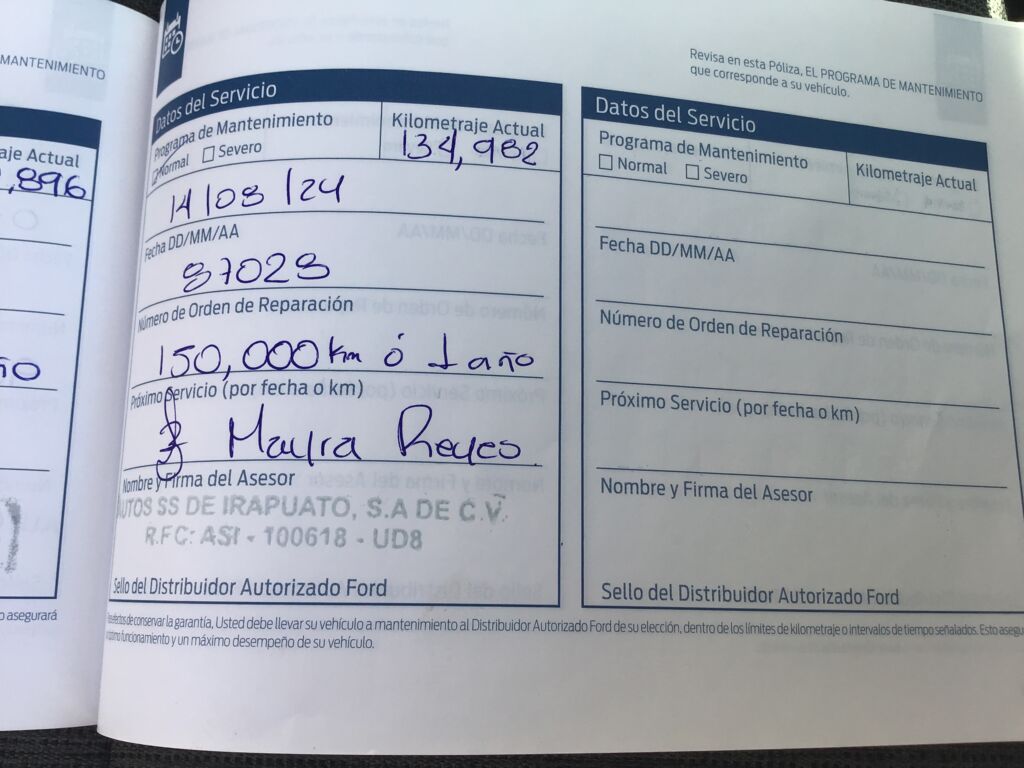 MANTENIMIENTO
aje Actual
,896
ño
o asegurará
Datos del Servicio
Programa de Mantenimiento
Normal Severo
Kilometraje Actual
134,982
14/08/24
Fecha DD/MM/AA
87028
Número de Orden de Reparación
150,000 km ó 1 año
Próximo Servicio (por fecha o km)
Mayra Reyes
Nombre y Firma del Asesor
AUTOS SS DE IRAPUATO, S.A DE C.V.
R.FC: ASI - 100618 - UD8
Sello del Distribuidor Autorizado Ford
Revisa en esta Póliza, EL PROGRAMA DE MANTENIMIENTO
que corresponde a su vehículo.
Datos del Servicio
Programa de Mantenimiento
Normal Severo
Kilometraje Actual
Fecha DD/MM/AA
Número de Orden de Reparación
Próximo Servicio (por fecha o km)
Nombre y Firma del Asesor
Sello del Distribuidor Autorizado Ford
efectos de conservar la garantía, Usted debe llevar su vehículo a mantenimiento al Distribuidor Autorizado Ford de su elección, dentro de los límites de kilometraje o intervalos de tiempo señalados. Esto asegu
funcionamiento y un máximo desempeño de su vehículo.